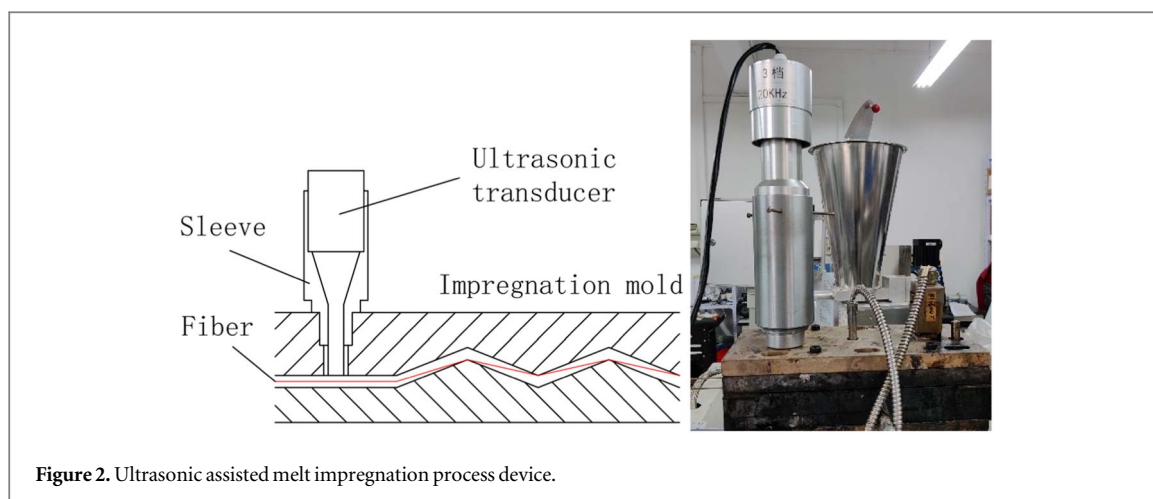 Ultrasonic
transducer
Sleeve
Impregnation mold
Fiber
3档
20KHz
Figure 2. Ultrasonic assisted melt impregnation process device.